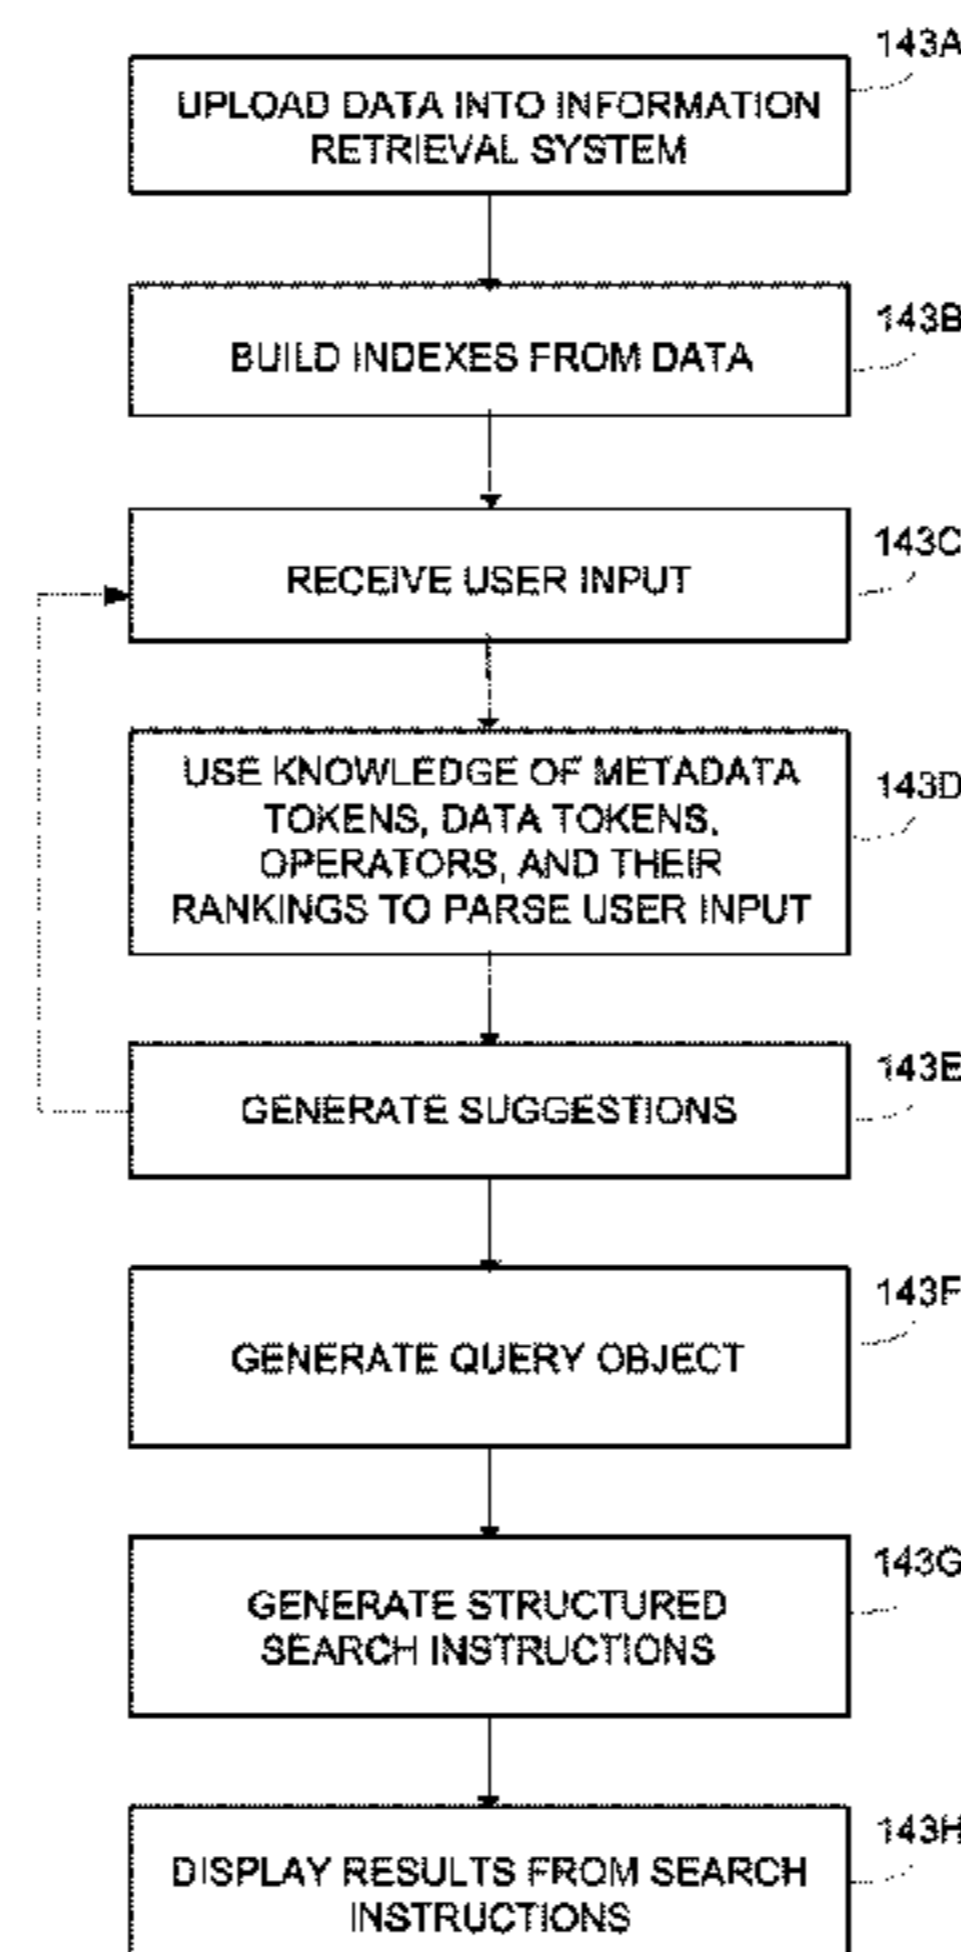 143A
UPLOAD DATA INTO INFORMATION
RETRIEVAL SYSTEM
143B
BUILD INDEXES FROM DATA
143C
RECEIVE USER INPUT
143D
USE KNOWLEDGE OF METADATA
TOKENS, DATA TOKENS,
OPERATORS, AND THEIR
RANKINGS TO PARSE USER INPUT
143E
GENERATE SUGGESTIONS
143F
GENERATE QUERY OBJECT
143G
GENERATE STRUCTURED
SEARCH INSTRUCTIONS
143H
DISPLAY RESULTS FROM SEARCH
INSTRUCTIONS